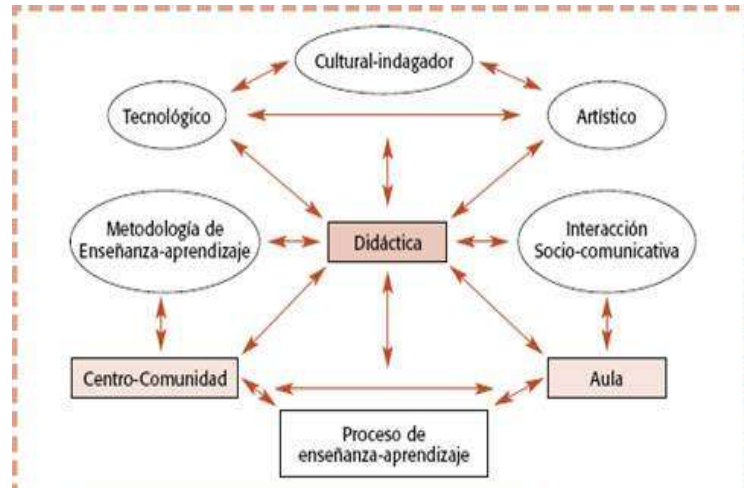 Cultural-indagador
Tecnológico
Artístico
Metodología de
Enseñanza-aprendizaje
Didáctica
Interacción
Socio-comunicativa
Centro-Comunidad
Aula
Proceso de
enseñanza-aprendizaje